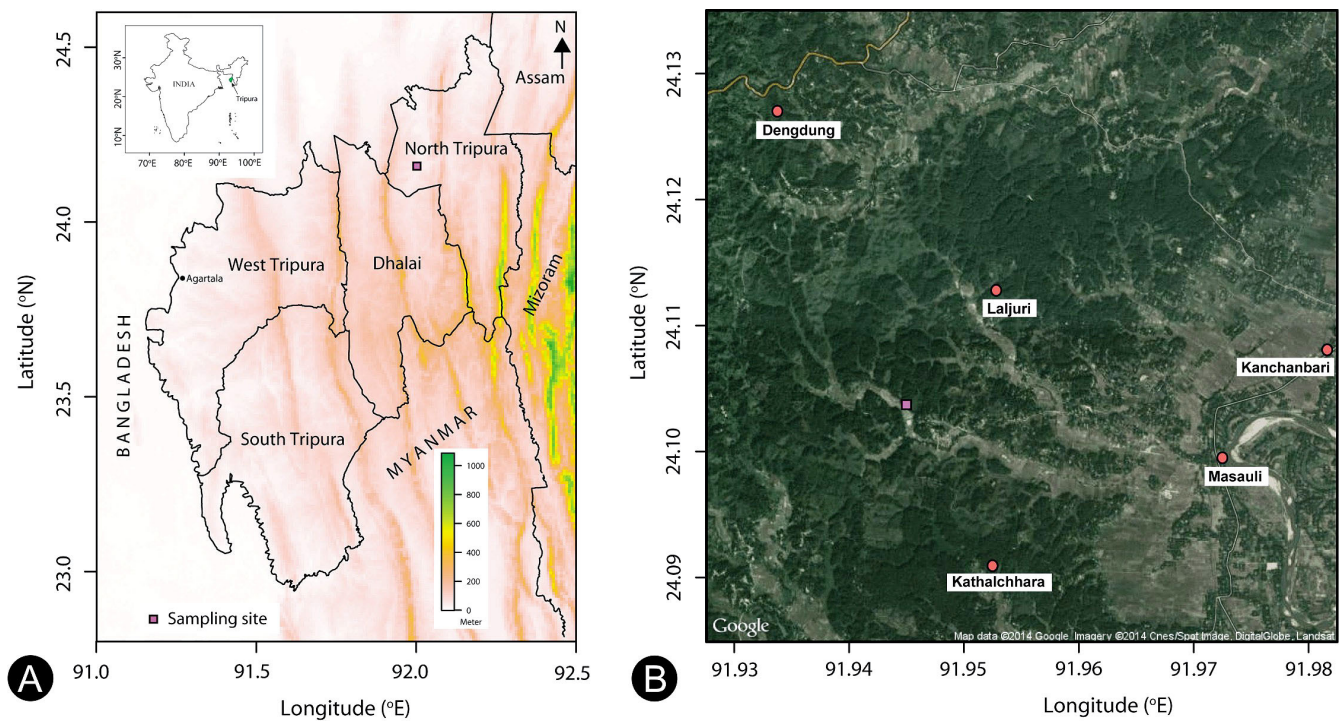 24.5
24.0
23.5
23.0
Latitude (°N)
91.0
91.5
92.0
92.5
Longitude (°E)
30°N
20°N
10°N
70°E
80°E
90°E
100°E
INDIA
Tripura
N
Assam
North Tripura
West Tripura
Dhalai
Agartala
Mizoram
BANGLADESH
South Tripura
MYANMAR
1000
800
600
400
200
0
Meter
Sampling site
A
24.13
24.12
24.11
24.10
24.09
Latitude (°N)
Dengdung
Laljuri
Kanchanbari
Masauli
Kathalchhara
Google
Map data ©2014 Google Imagery ©2014 Cnes/Spot Image, DigitalGlobe, Landsat
91.93
91.94
91.95
91.96
91.97
91.98
Longitude (°E)
B